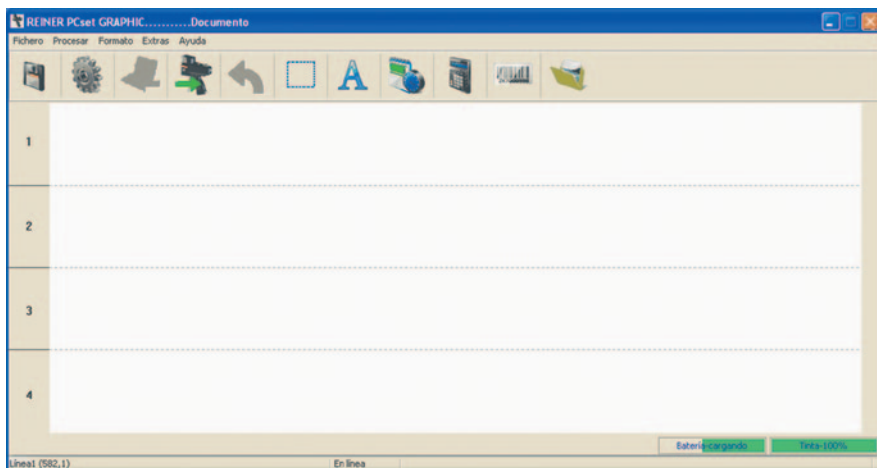 REINER PCset GRAPHIC...........Documento
Fichero Procesar Formato Extras Ayuda
1
2
3
4
Batería-cargando Tinta-100%
Línea1 (582,1) En línea